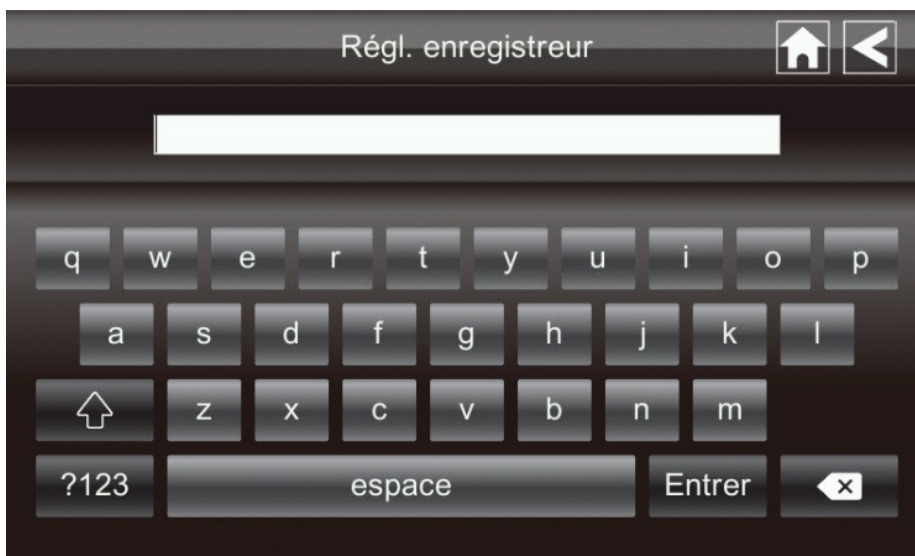 Régl. enregistreur
q w e r t y u i o p
a s d f g h j k l
z x c v b n m
?123 espace Entrer